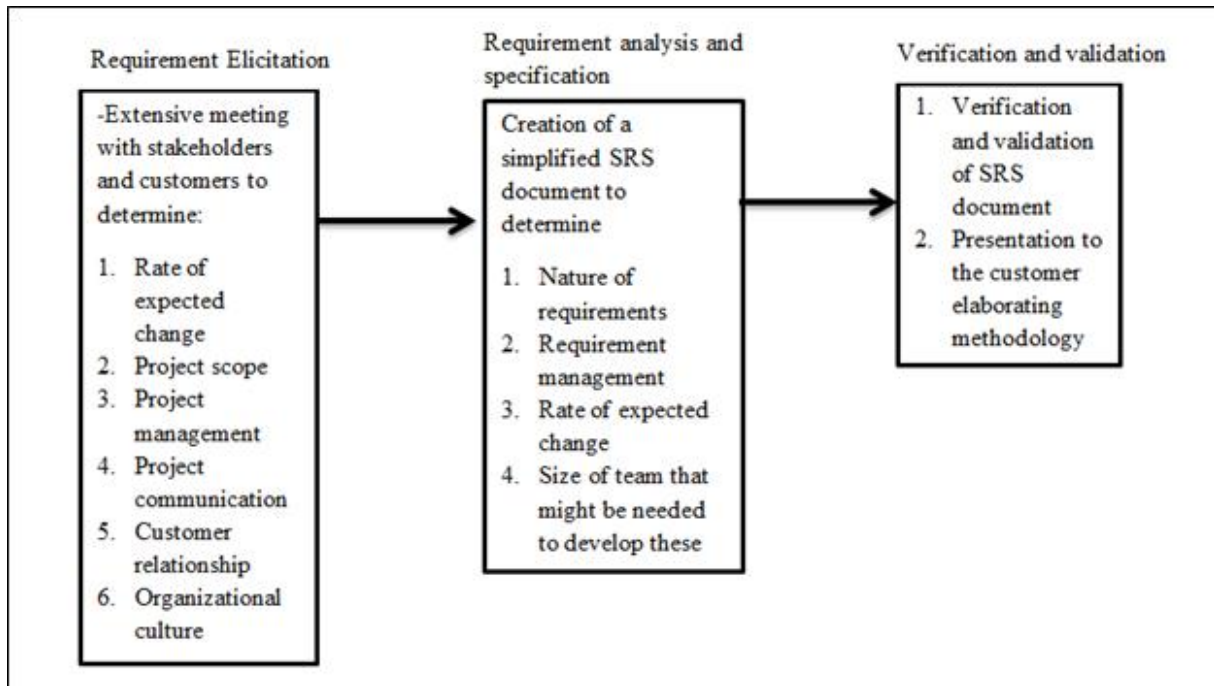 Requirement Elicitation
-Extensive meeting
with stakeholders
and customers to
determine:
1. Rate of
expected
change
2. Project scope
3. Project
management
4. Project
communication
5. Customer
relationship
6. Organizational
culture
Requirement analysis and
specification
Creation of a
simplified SRS
document to
determine
1. Nature of
requirements
2. Requirement
management
3. Rate of expected
change
4. Size of team that
might be needed
to develop these
Verification and validation
1. Verification
and validation
of SRS
document
2. Presentation to
the customer
elaborating
methodology